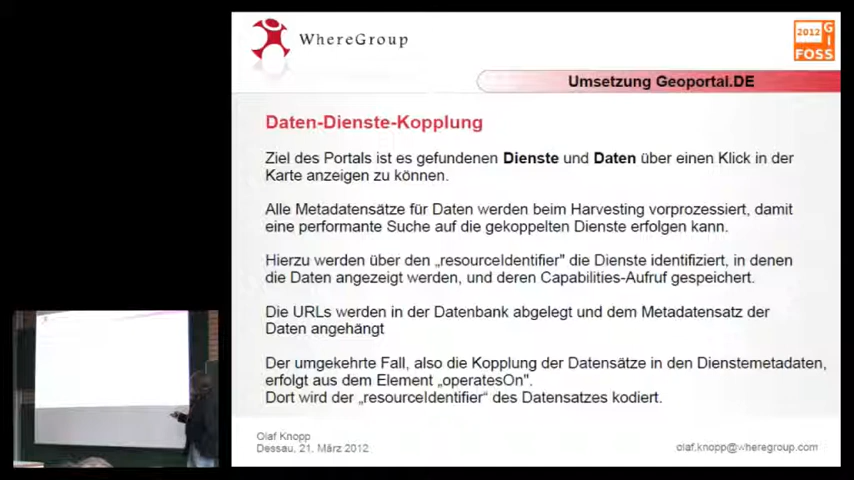 WhereGroup
2012
GI
FOSS
Umsetzung Geoportal.DE
Daten-Dienste-Kopplung
Ziel des Portals ist es gefundenen Dienste und Daten über einen Klick in der
Karte anzeigen zu können.
Alle Metadatensätze für Daten werden beim Harvesting vorprozessiert, damit
eine performante Suche auf die gekoppelten Dienste erfolgen kann.
Hierzu werden über den „resourceIdentifier" die Dienste identifiziert, in denen
die Daten angezeigt werden, und deren Capabilities-Aufruf gespeichert.
Die URLs werden in der Datenbank abgelegt und dem Metadatensatz der
Daten angehängt
Der umgekehrte Fall, also die Kopplung der Datensätze in den Dienstemetadaten,
erfolgt aus dem Element „operatesOn".
Dort wird der „resourceIdentifier“ des Datensatzes kodiert.
Olaf Knopp
Dessau, 21. März 2012
olaf.knopp@wheregroup.com